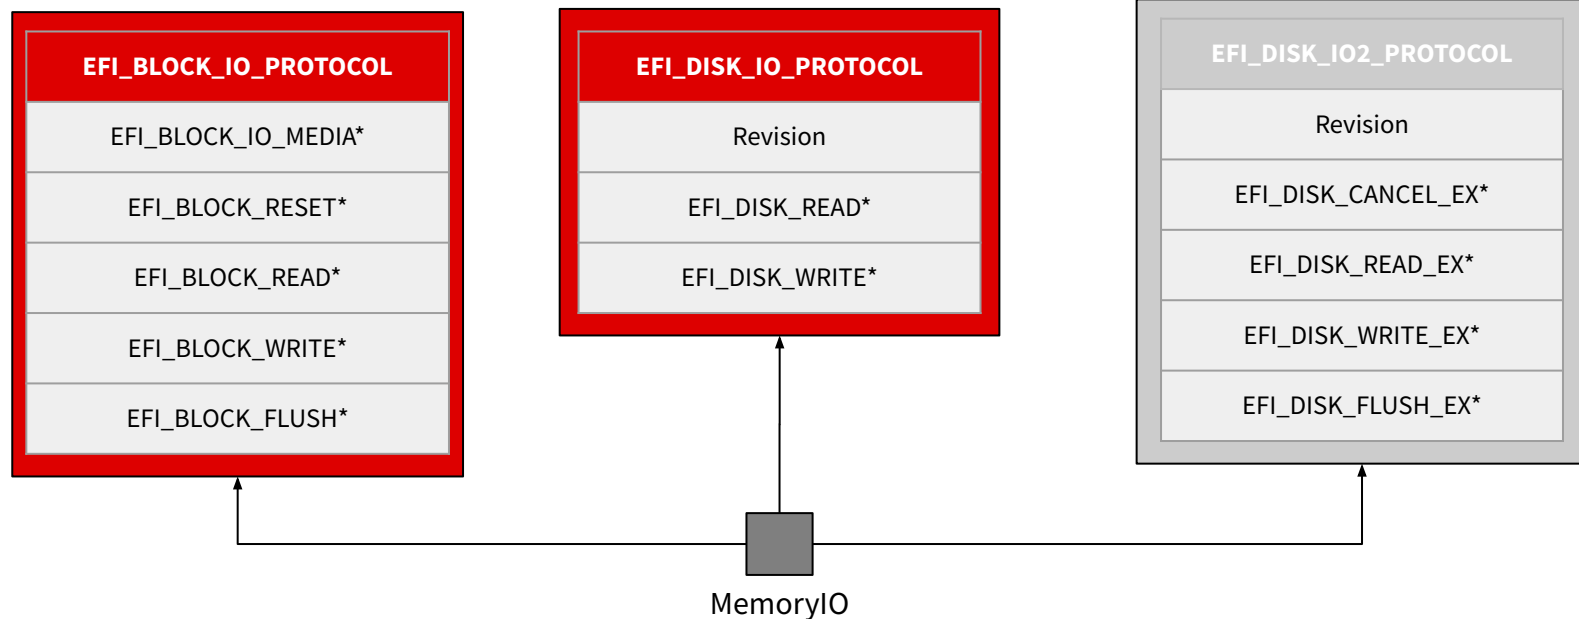 EFI_BLOCK_IO_PROTOCOL
EFI_BLOCK_IO_MEDIA*
EFI_BLOCK_RESET*
EFI_BLOCK_READ*
EFI_BLOCK_WRITE*
EFI_BLOCK_FLUSH*
EFI_DISK_IO_PROTOCOL
Revision
EFI_DISK_READ*
EFI_DISK_WRITE*
EFI_DISK_IO2_PROTOCOL
Revision
EFI_DISK_CANCEL_EX*
EFI_DISK_READ_EX*
EFI_DISK_WRITE_EX*
EFI_DISK_FLUSH_EX*
MemoryIO